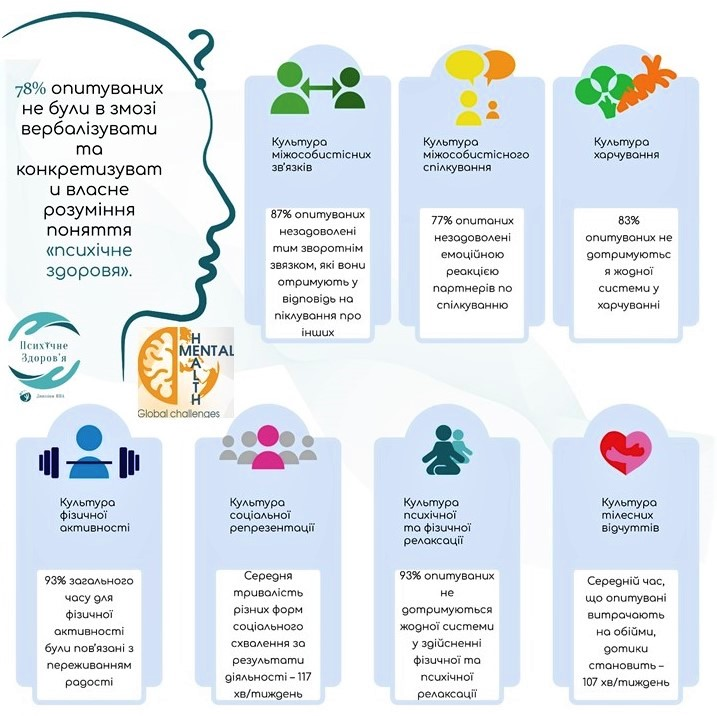 78% опитуваних
не були в змозі
вербалізувати
та
конкретизуват
и власне
розуміння
поняття
«психічне
здоровя».
?
Психічне
Здоров'я
HEALTH
MENTAL
Global challenges
Культура
міжособистісних
зв'язків
87% опитуваних
незадоволені
тим зворотнім
звязком, які вони
отримують у
відповідь на
піклування про
інших
Культура
міжособистісного
спілкування
77% опитаних
незадоволені
емоційною
реакцією
партнерів по
спілкуванню
Культура
харчування
83%
опитуваних не
дотримуютьс
я жодної
системи у
харчуванні
Культура
фізичної
активності
93% загального
часу для
фізичної
активності
були пов'язані з
переживанням
радості
Культура
соціальної
репрезентації
Середня
тривалість
різних форм
соціального
схвалення за
результати
діяльності – 117
хв/тиждень
Культура
психічної
та фізичної
релаксації
93% опитуваних
не
дотримуються
жодної системи
у здійсненні
фізичної та
психічної
релаксації
Культура
тілесних
відчуттів
Середній час,
що опитувані
витрачають
на обійми,
дотики
становить –
107 хв/тиждень